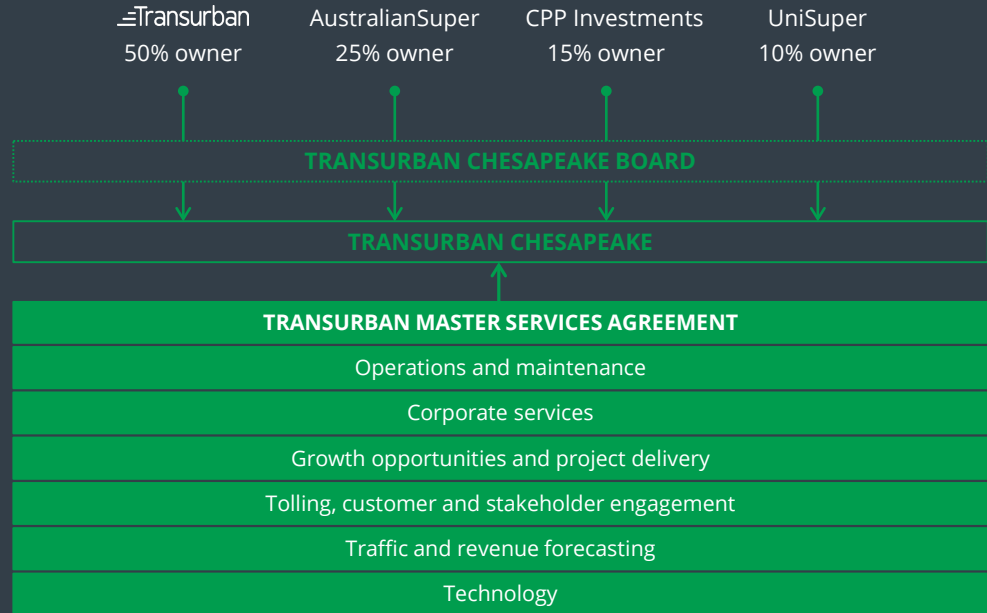 Transurban AustralianSuper CPP Investments UniSuper
50% owner 25% owner 15% owner 10% owner
TRANSURBAN CHESAPEAKE BOARD
TRANSURBAN CHESAPEAKE
TRANSURBAN MASTER SERVICES AGREEMENT
Operations and maintenance
Corporate services
Growth opportunities and project delivery
Tolling, customer and stakeholder engagement
Traffic and revenue forecasting
Technology